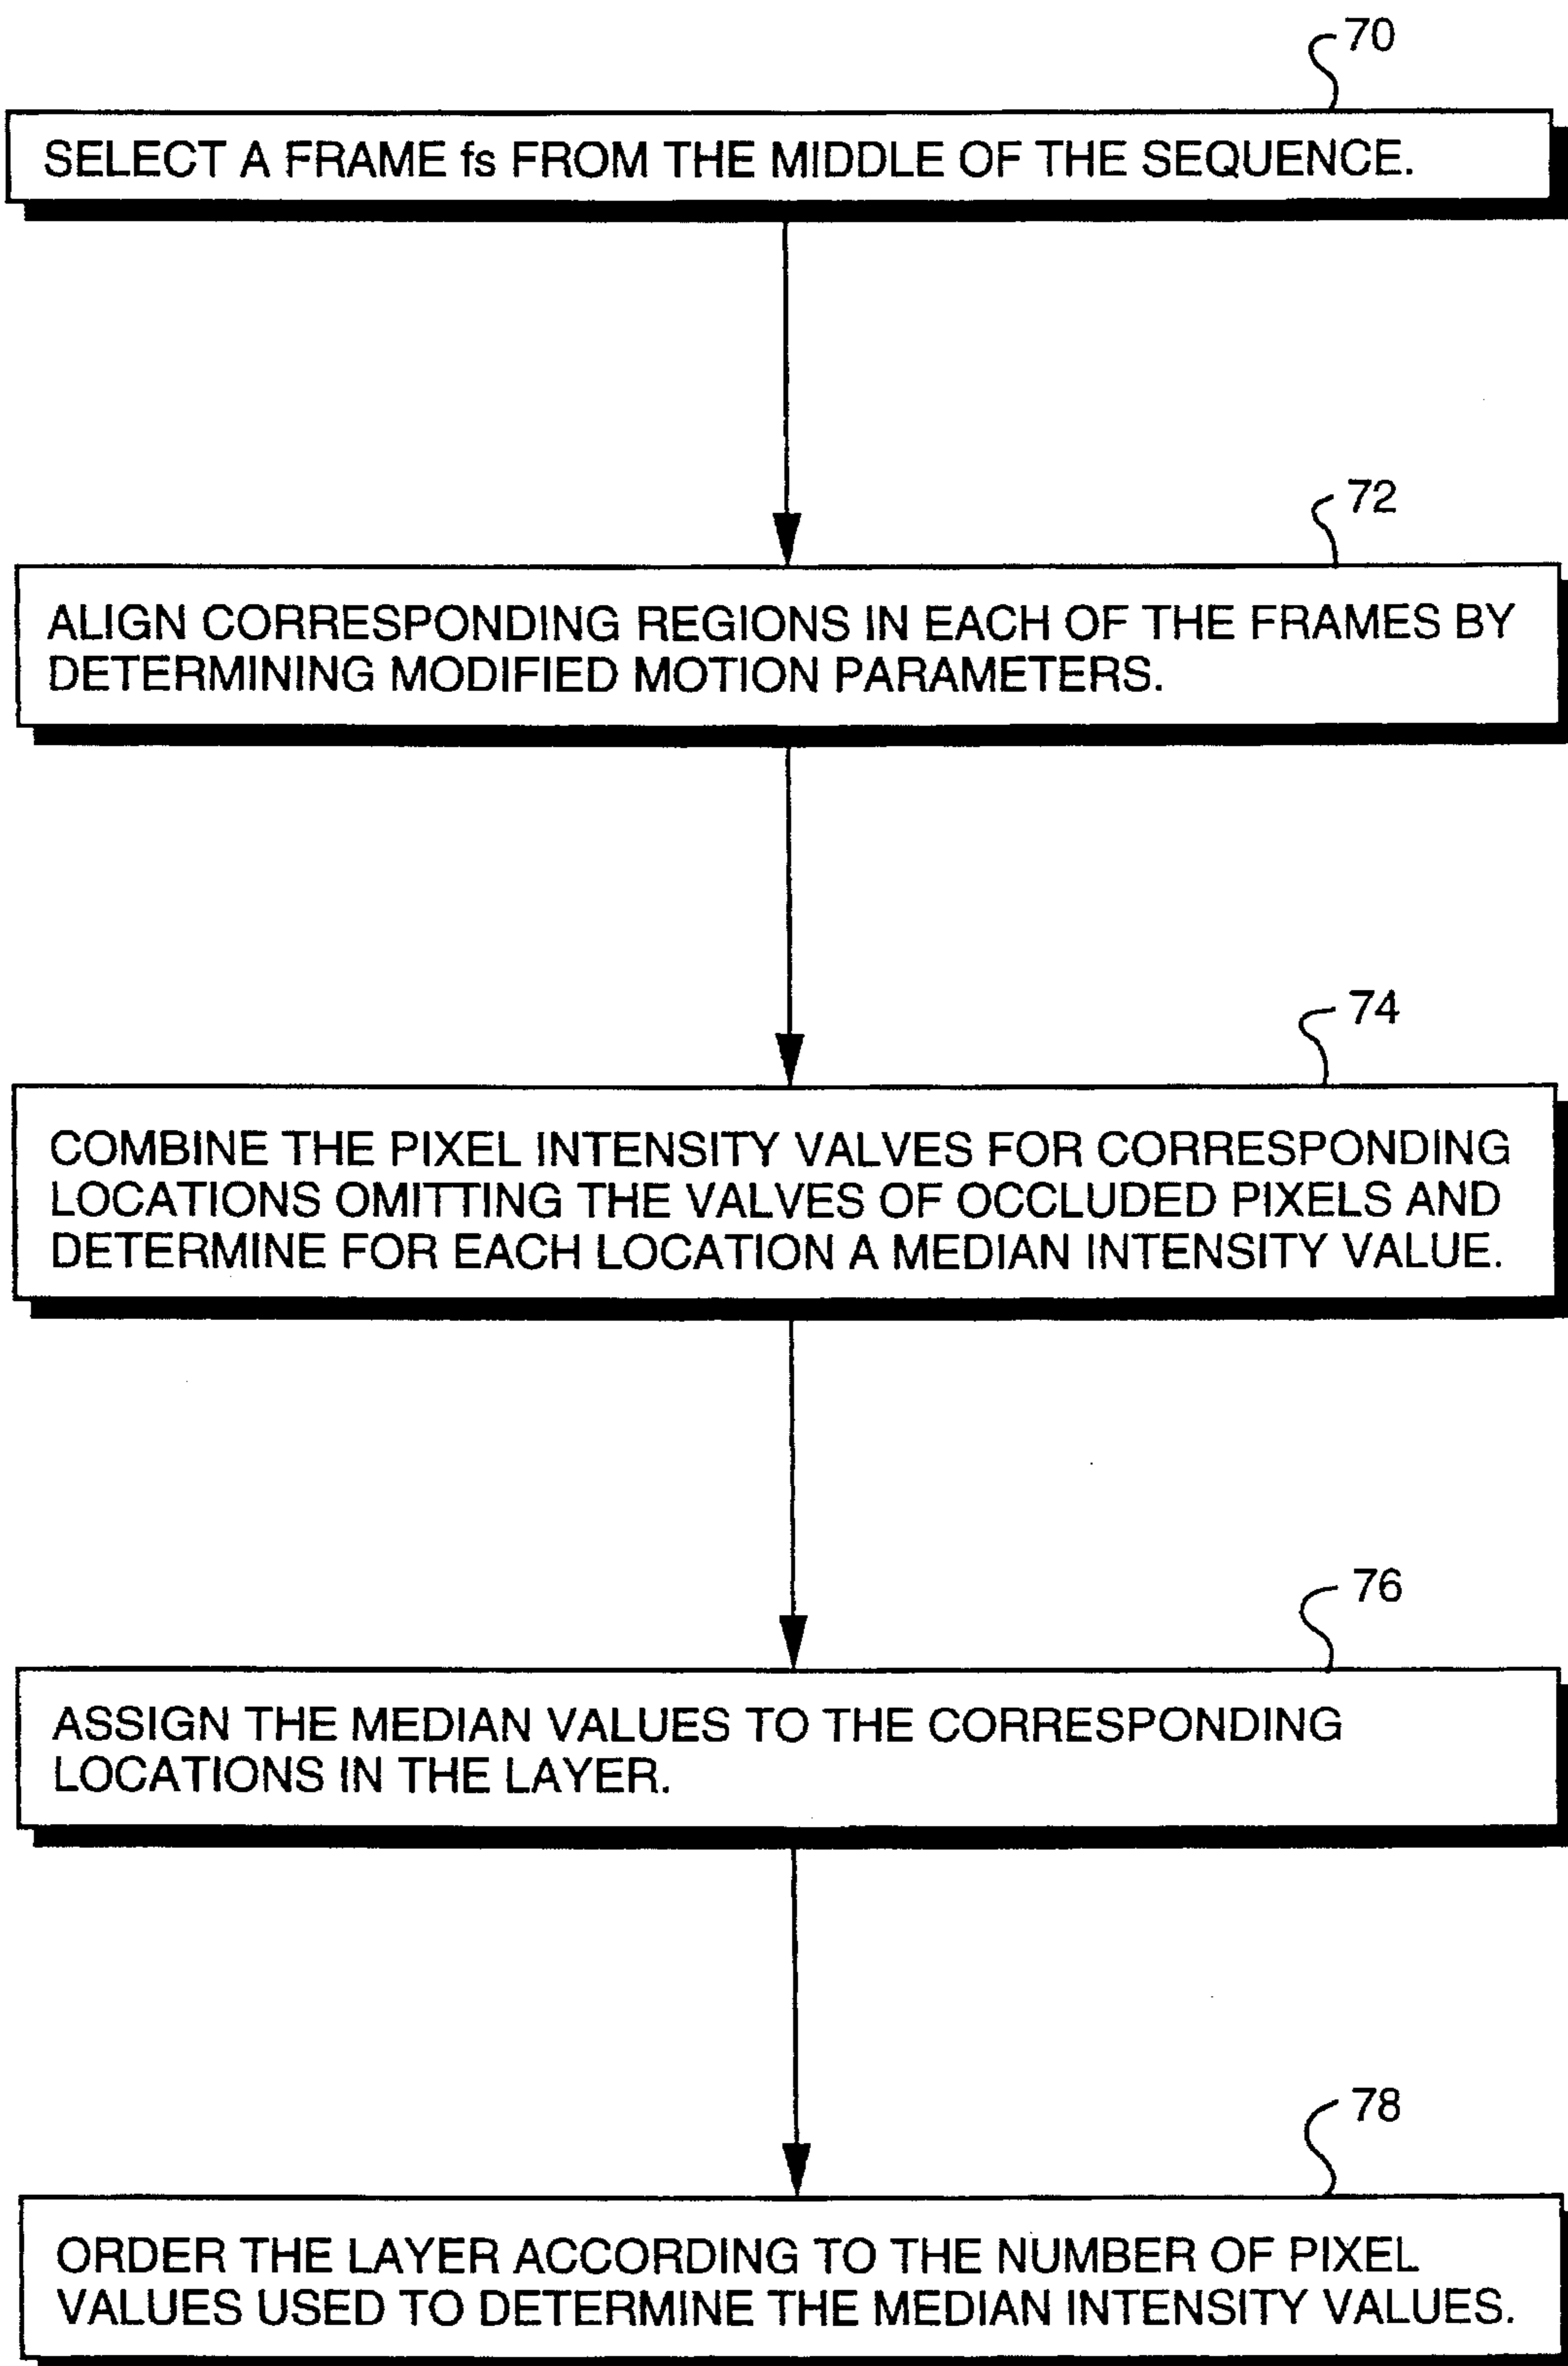 70
SELECT A FRAME fs FROM THE MIDDLE OF THE SEQUENCE.
72
ALIGN CORRESPONDING REGIONS IN EACH OF THE FRAMES BY
DETERMINING MODIFIED MOTION PARAMETERS.
74
COMBINE THE PIXEL INTENSITY VALVES FOR CORRESPONDING
LOCATIONS OMITTING THE VALVES OF OCCLUDED PIXELS AND
DETERMINE FOR EACH LOCATION A MEDIAN INTENSITY VALUE.
76
ASSIGN THE MEDIAN VALUES TO THE CORRESPONDING
LOCATIONS IN THE LAYER.
78
ORDER THE LAYER ACCORDING TO THE NUMBER OF PIXEL
VALUES USED TO DETERMINE THE MEDIAN INTENSITY VALUES.